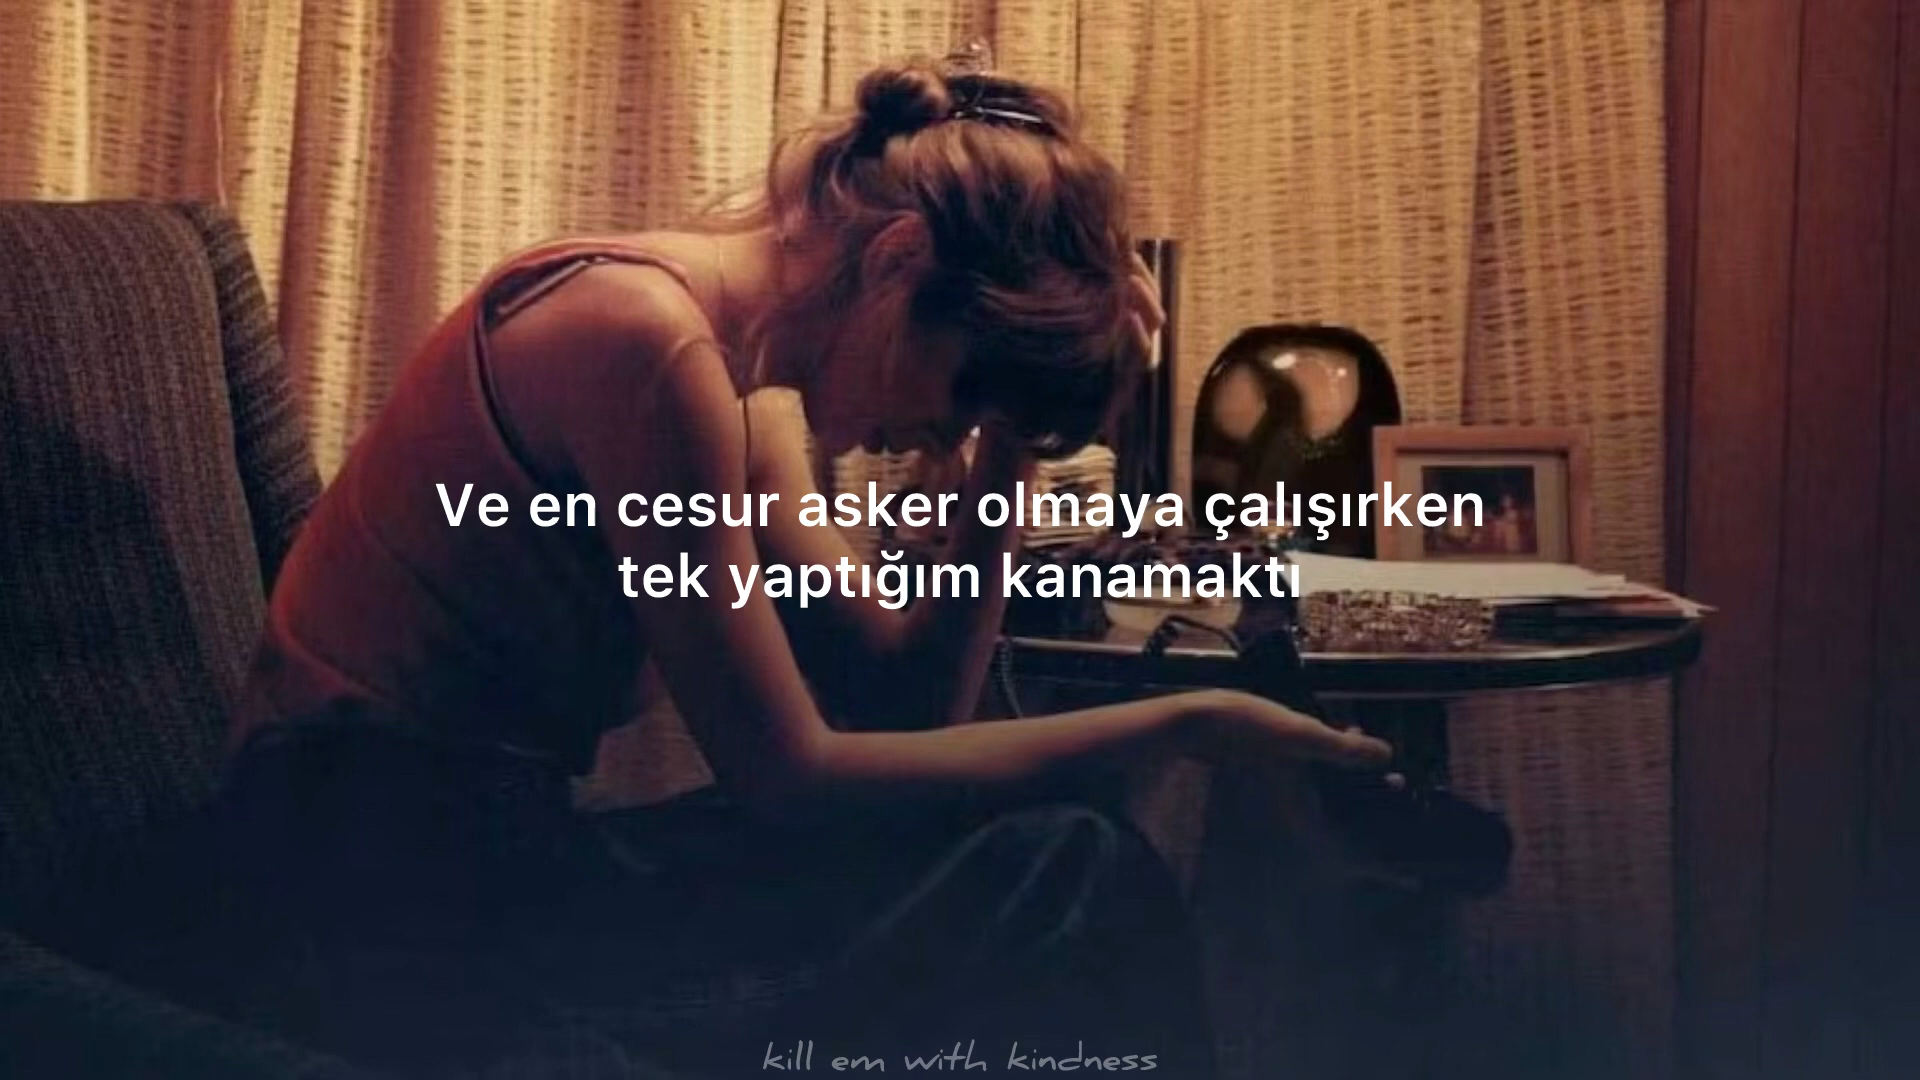 Ve en cesur asker olmaya çalışırken
tek yaptığım kanamaktı
kill em with kindness